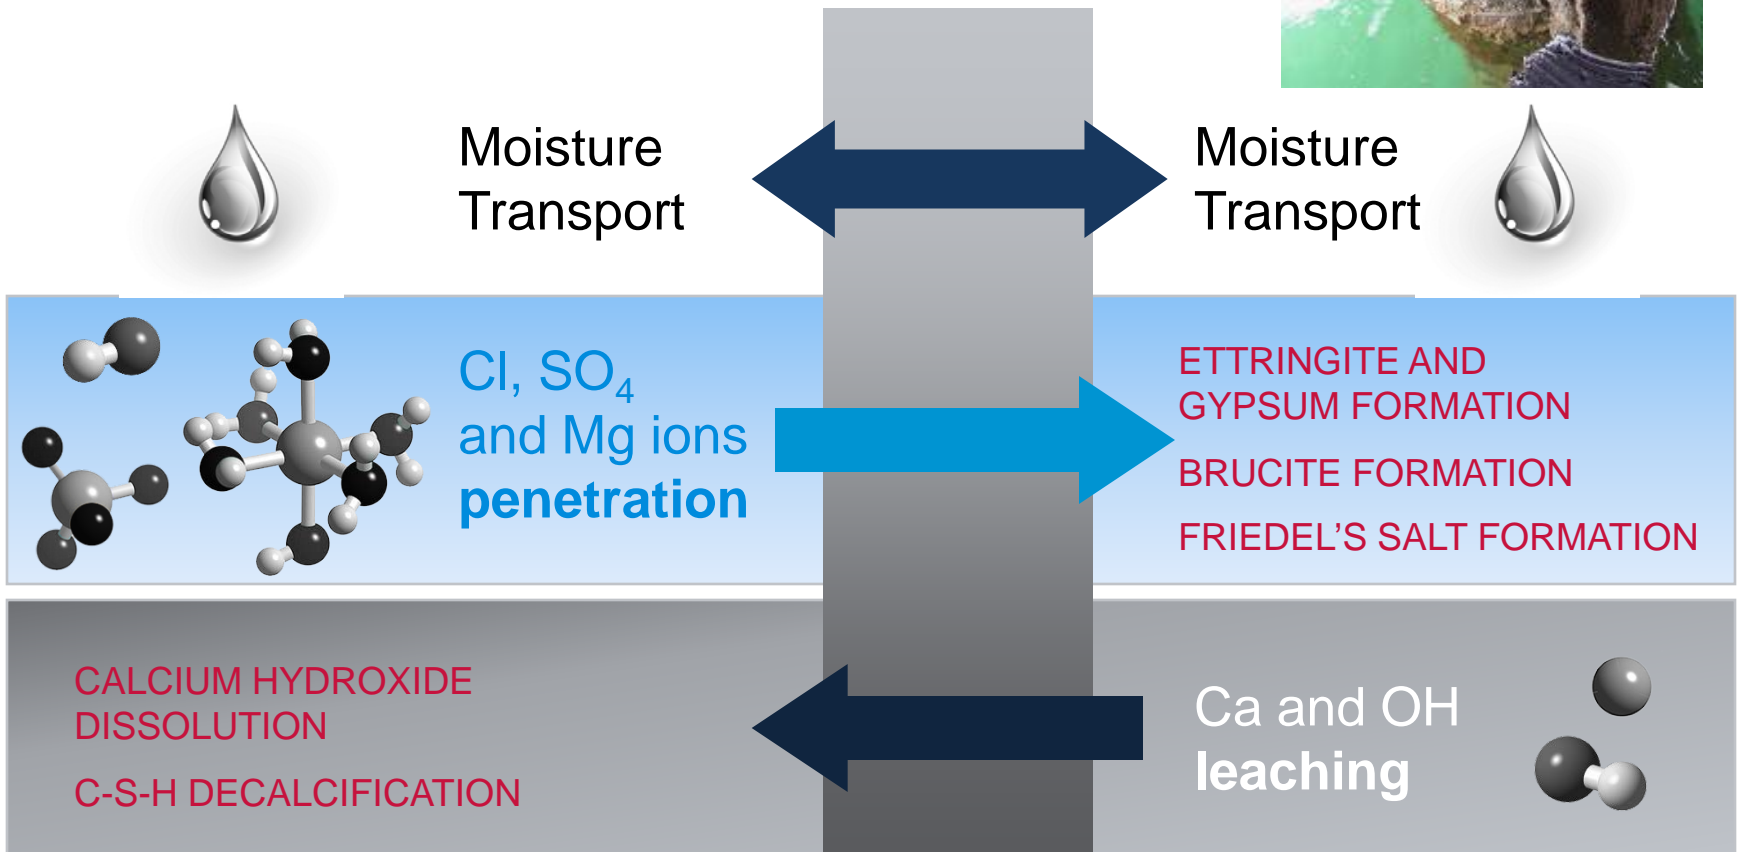 Moisture
Transport
Moisture
Transport
Cl, SO4
and Mg ions
penetration
ETTRINGITE AND
GYPSUM FORMATION
BRUCITE FORMATION
FRIEDEL’S SALT FORMATION
CALCIUM HYDROXIDE
DISSOLUTION
C-S-H DECALCIFICATION
Ca and OH
leaching